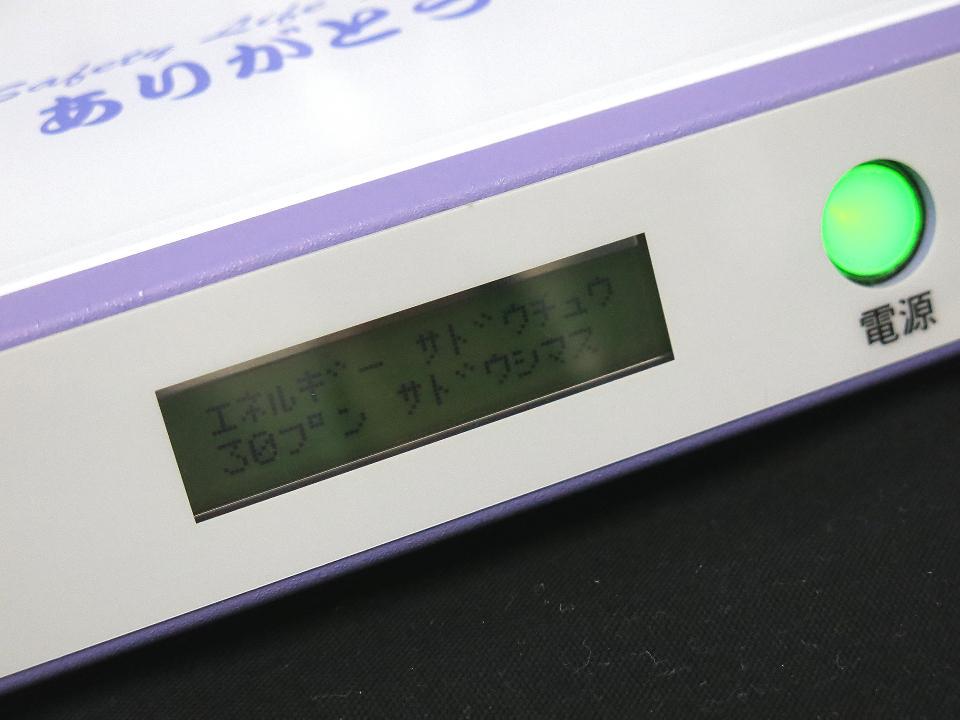 Safety Life
ありがとう
エネルギー サドウチュウ
30プン サドウシマス
電源